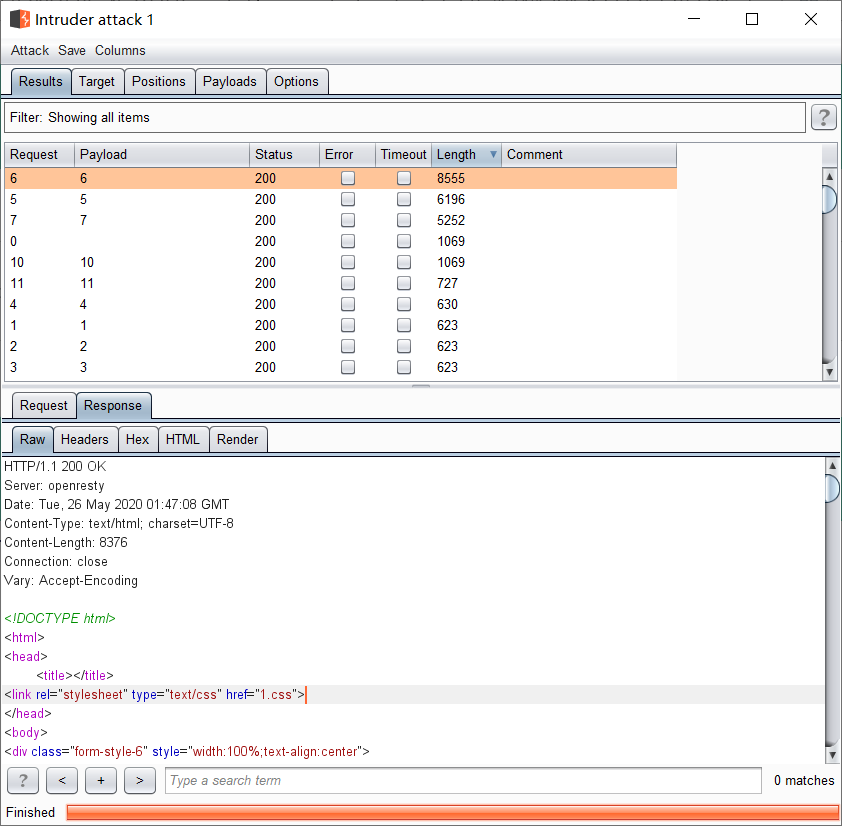 Intruder attack 1
Attack Save Columns
Results Target Positions Payloads Options
Filter: Showing all items ?
Request Payload Status Error Timeout Length Comment
6 6 200 8555
5 5 200 6196
7 7 200 5252
0 200 1069
10 10 200 1069
11 11 200 727
4 4 200 630
1 1 200 623
2 2 200 623
3 3 200 623
Request Response
Raw Headers Hex HTML Render
HTTP/1.1 200 OK
Server: openresty
Date: Tue, 26 May 2020 01:47:08 GMT
Content-Type: text/html; charset=UTF-8
Content-Length: 8376
Connection: close
Vary: Accept-Encoding
<!DOCTYPE html>
<html>
<head>
<title></title>
<link rel="stylesheet" type="text/css" href="1.css">
</head>
<body>
<div class="form-style-6" style="width:100%;text-align:center">
? < + > Type a search term 0 matches
Finished